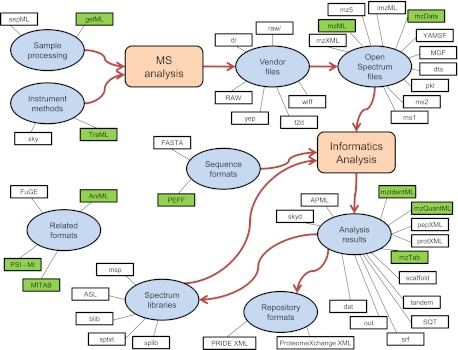 sepML
gelML
Sample
processing
Instrument
methods
sky
TraML
MS
analysis
d/
raw/
Vendor
files
RAW
yep
t2d
wiff
mz5
imzML
mzML
mzData
mzXML
YAMSF
MGF
dta
pkl
ms2
ms1
Open
Spectrum
files
FASTA
PEFF
Sequence
formats
Informatics
Analysis
FuGE
AnIML
Related
formats
PSI - MI
MITAB
APML
skyd
mzIdentML
mzQuantML
pepXML
protXML
mzTab
scaffold
tandem
SQT
srf
out
dat
Analysis
results
msp
ASL
blib
sptxt
splib
Spectrum
libraries
Repository
formats
PRIDE XML
ProteomeXchange XML